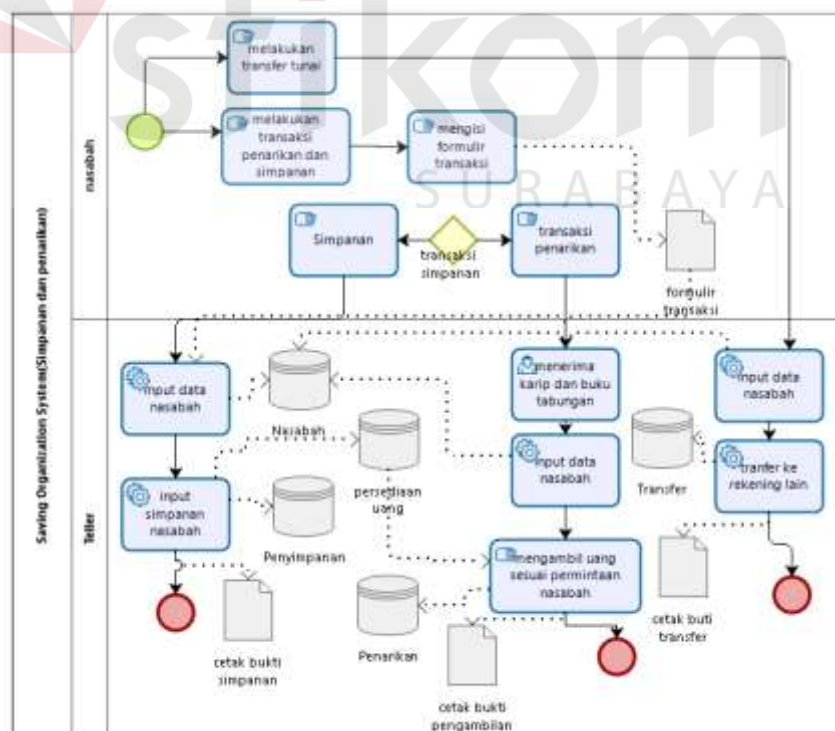 stikom
SURABAYA
Saving Organization System(Simpanan dan penarikan)
nasabah
melakukan
transfer tunai
melakukan
transaksi
penarikan dan
simpanan
mengisi
formulir
transaksi
Simpanan
transaksi
simpanan
transaksi
penarikan
formulir
transaksi
Teller
input data
nasabah
Nasabah
menerima
karip dan buku
tabungan
input data
nasabah
persediaan
uang
input data
nasabah
Transfer
tranfer ke
rekening lain
input
simpanan
nasabah
Penyimpanan
mengambil uang
sesuai permintaan
nasabah
cetak buti
transfer
cetak bukti
simpanan
Penarikan
cetak bukti
pengambilan